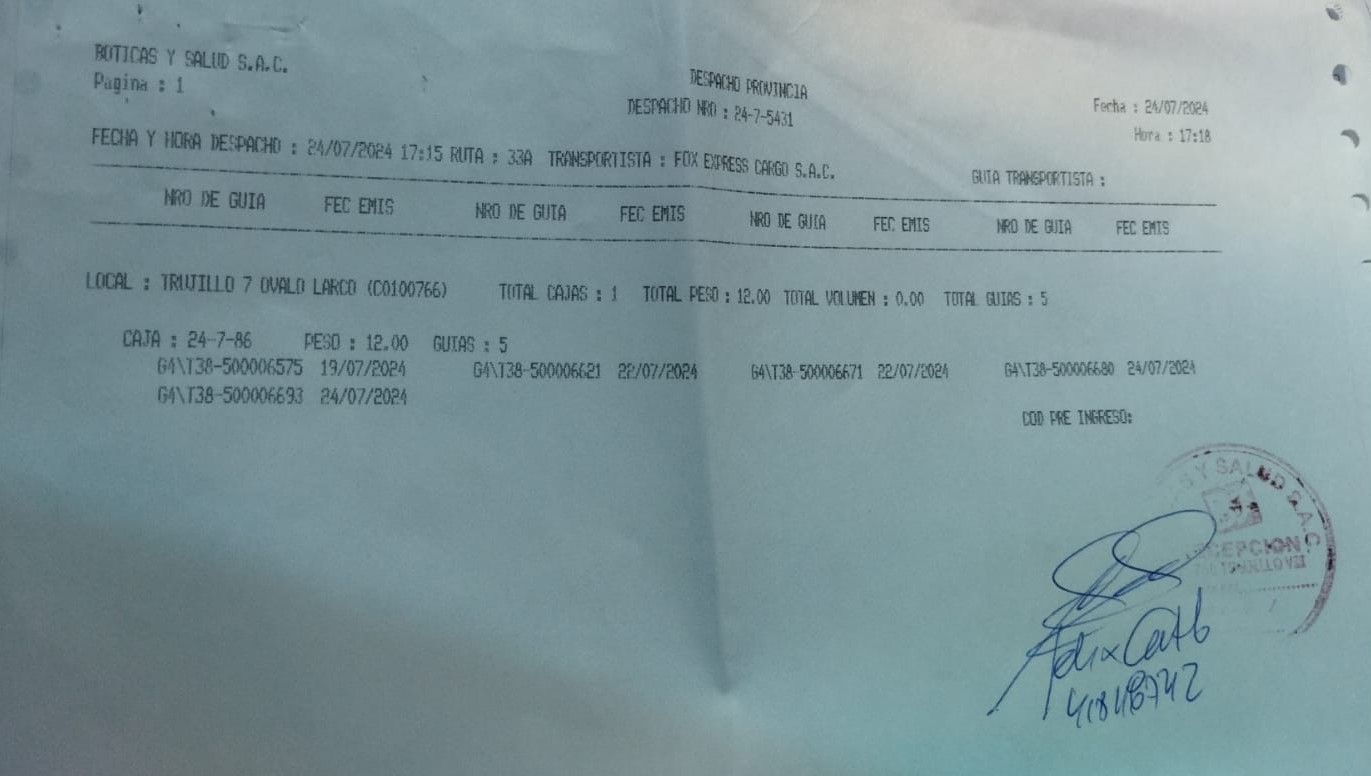 BOTICAS Y SALUD S.A.C.
Pagina : 1
DESPACHO PROVINCIA
DESPACHO NRO : 24-7-5431
Fecha : 24/07/2024
Hora : 17:18
FECHA Y HORA DESPACHO : 24/07/2024 17:15 RUTA : 33A TRANSPORTISTA : FOX EXPRESS CARGO S.A.C. GUIA TRANSPORTISTA :
NRO DE GUIA FEC EMIS NRO DE GUIA FEC EMIS NRO DE GUIA FEC EMIS NRO DE GUIA FEC EMIS
LOCAL : TRUJILLO 7 OVALO LARCO (C0100766) TOTAL CAJAS : 1 TOTAL PESO : 12.00 TOTAL VOLUMEN : 0.00 TOTAL GUIAS : 5
CAJA : 24-7-86 PESO : 12.00 GUIAS : 5
G4\T38-500006575 19/07/2024 G4\T38-500006621 22/07/2024 G4\T38-500006671 22/07/2024 G4\T38-500006680 24/07/2024
G4\T38-500006693 24/07/2024
COD PRE INGRESO:
S Y SALUD S.A.C
ECEPCION